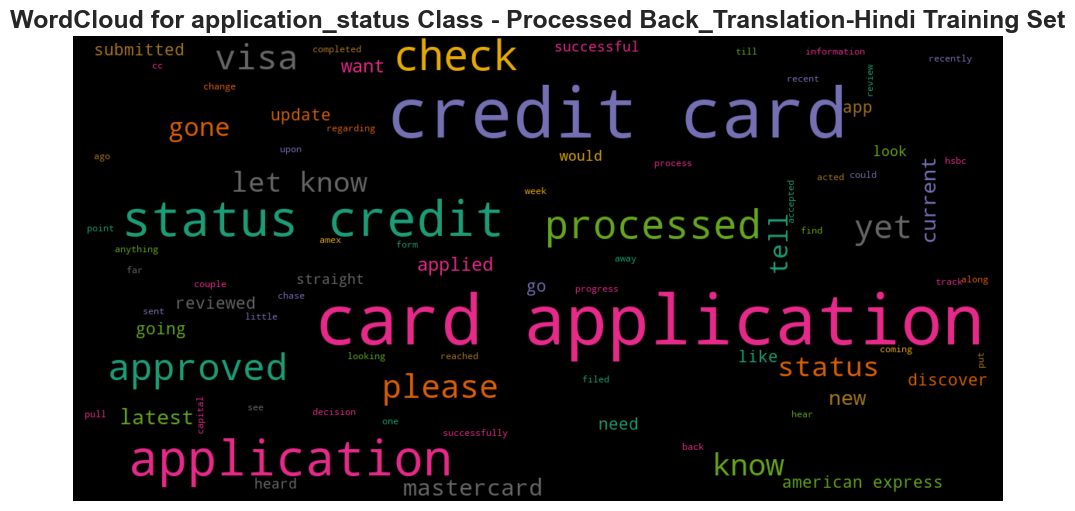 WordCloud for application_status Class - Processed Back_Translation-Hindi Training Set
submitted
completed
successful
till
information
recently
visa
check
want
cc
recent
review
change
credit card
app
gone
update
regarding
ago
upon
would
process
look
hsbc
let know
week
acted
could
current
accepted
status credit
processed
tell
yet
point
amex
form
find
anything
away
far
applied
straight
couple
chase
go
progress
track
along
reviewed
sent
little
going
card application
looking
reached
like
coming
approved
status
put
please
filed
discover
new
pull
latest
capital
see
decision
one
need
hear
successfully
application
back
know
heard
mastercard
american express